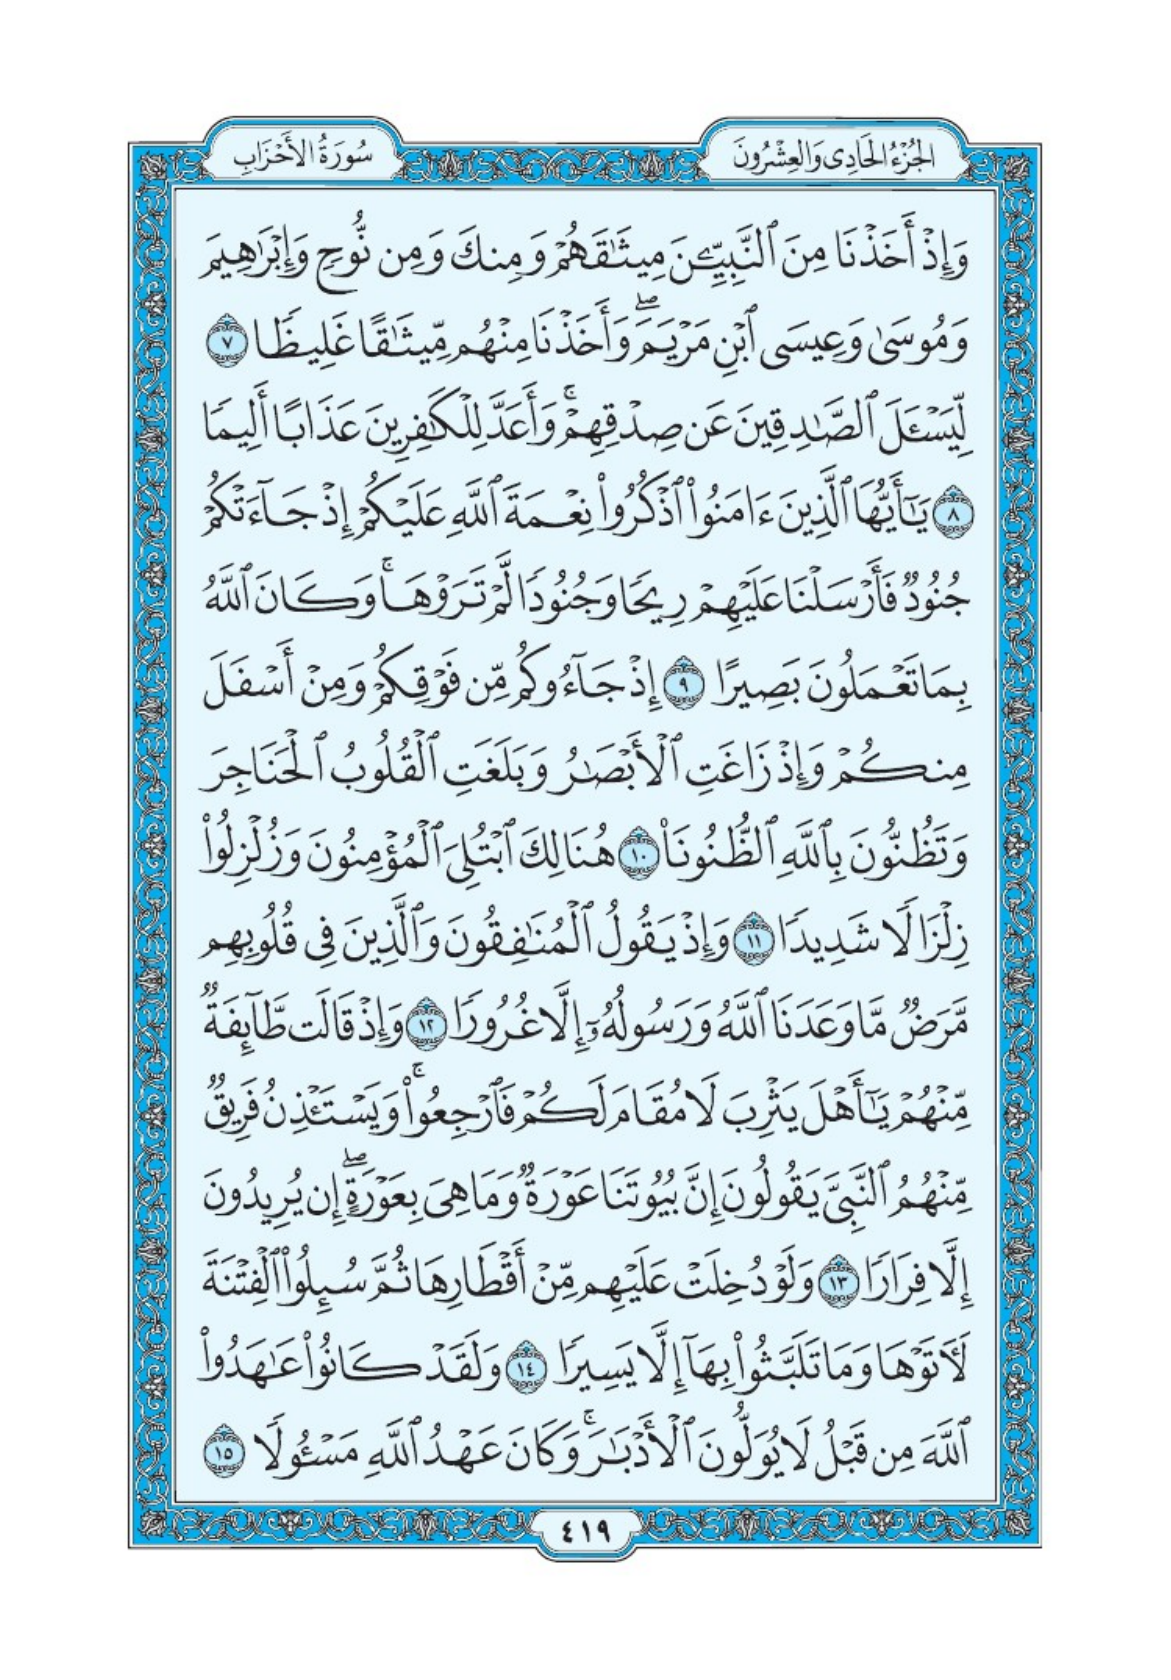 الجُزْءُ الحَادِى وَالعِشْرُونَ
سُورَةُ الأَحْزَابِ
وَإِذْ أَخَذْنَا مِنَ ٱلنَّبِيِّـۧنَ مِيثَٰقَهُمْ وَمِنكَ وَمِن نُّوحٍ وَإِبْرَٰهِيمَ
وَمُوسَىٰ وَعِيسَى ٱبْنِ مَرْيَمَۖ وَأَخَذْنَا مِنْهُم مِّيثَٰقًا غَلِيظًا ٧
لِّيَسْـَٔلَ ٱلصَّٰدِقِينَ عَن صِدْقِهِمْۚ وَأَعَدَّ لِلْكَٰفِرِينَ عَذَابًا أَلِيمًا
٨ يَٰٓأَيُّهَا ٱلَّذِينَ ءَامَنُوا۟ ٱذْكُرُوا۟ نِعْمَةَ ٱللَّهِ عَلَيْكُمْ إِذْ جَآءَتْكُمْ
جُنُودٌ فَأَرْسَلْنَا عَلَيْهِمْ رِيحًا وَجُنُودًا لَّمْ تَرَوْهَاۚ وَكَانَ ٱللَّهُ
بِمَا تَعْمَلُونَ بَصِيرًا ٩ إِذْ جَآءُوكُم مِّن فَوْقِكُمْ وَمِنْ أَسْفَلَ
مِنكُمْ وَإِذْ زَاغَتِ ٱلْأَبْصَٰرُ وَبَلَغَتِ ٱلْقُلُوبُ ٱلْحَنَاجِرَ
وَتَظُنُّونَ بِٱللَّهِ ٱلظُّنُونَا۠ ١٠ هُنَالِكَ ٱبْتُلِىَ ٱلْمُؤْمِنُونَ وَزُلْزِلُوا۟
زِلْزَالًا شَدِيدًا ١١ وَإِذْ يَقُولُ ٱلْمُنَٰفِقُونَ وَٱلَّذِينَ فِى قُلُوبِهِم
مَّرَضٌ مَّا وَعَدَنَا ٱللَّهُ وَرَسُولُهُۥٓ إِلَّا غُرُورًا ١٢ وَإِذْ قَالَت طَّآئِفَةٌ
مِّنْهُمْ يَٰٓأَهْلَ يَثْرِبَ لَا مُقَامَ لَكُمْ فَٱرْجِعُوا۟ۚ وَيَسْتَـْٔذِنُ فَرِيقٌ
مِّنْهُمُ ٱلنَّبِىَّ يَقُولُونَ إِنَّ بُيُوتَنَا عَوْرَةٌ وَمَا هِىَ بِعَوْرَةٍۖ إِن يُرِيدُونَ
إِلَّا فِرَارًا ١٣ وَلَوْ دُخِلَتْ عَلَيْهِم مِّنْ أَقْطَارِهَا ثُمَّ سُئِلُوا۟ ٱلْفِتْنَةَ
لَـَٔاتَوْهَا وَمَا تَلَبَّثُوا۟ بِهَآ إِلَّا يَسِيرًا ١٤ وَلَقَدْ كَانُوا۟ عَٰهَدُوا۟
ٱللَّهَ مِن قَبْلُ لَا يُوَلُّونَ ٱلْأَدْبَٰرَۚ وَكَانَ عَهْدُ ٱللَّهِ مَسْـُٔولًا ١٥
٤١٩